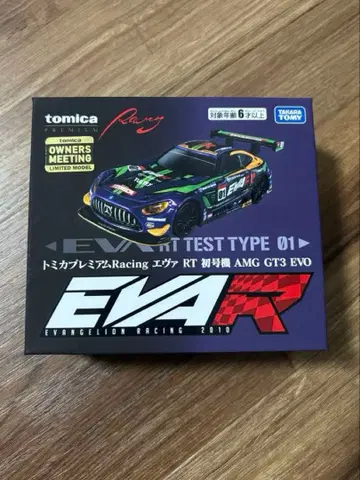 tomica
PREMIUM
Racing
対象年齢6才以上
TAKARA
TOMY
tomica
OWNERS
MEETING
LIMITED MODEL
01
EVA
EVA RT TEST TYPE 01
トミカプレミアムRacing エヴァ RT 初号機 AMG GT3 EVO
EVAR
EVANGELION RACING 2010